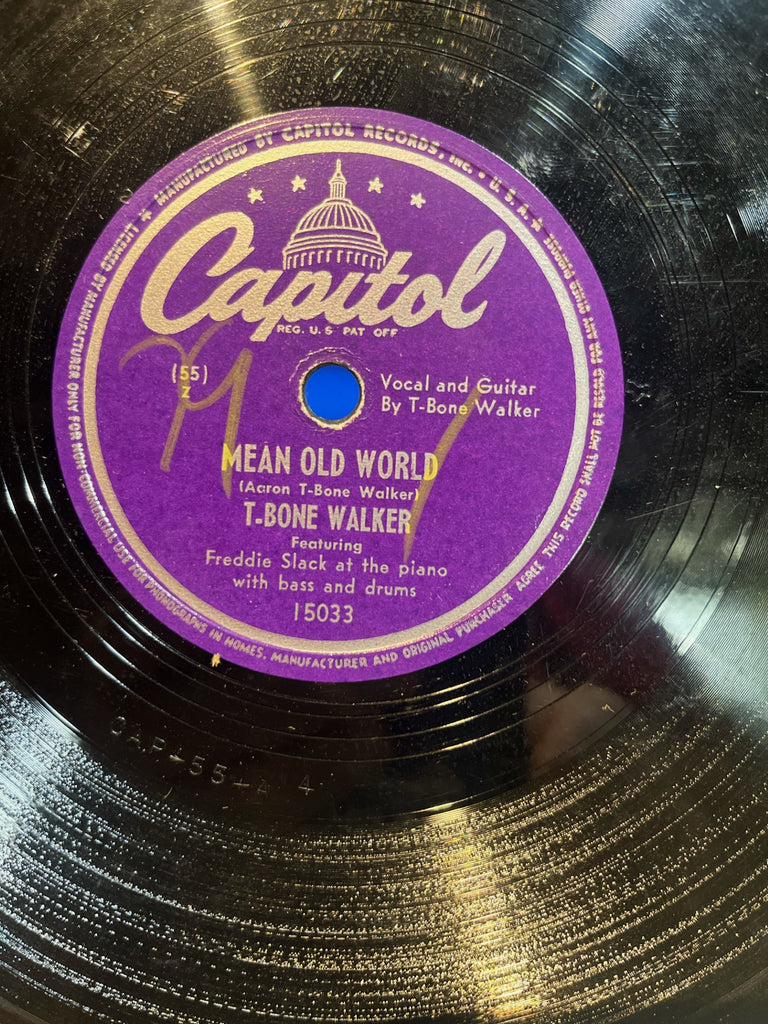 LICENSED BY MANUFACTURER ONLY FOR NON-COMMERCIAL USE FOR PHONOGRAPHS IN HOMES. MANUFACTURER AND ORIGINAL PURCHASER AGREE THIS RECORD SHALL NOT BE RESOLD OR USED FOR ANY OTHER PURPOSE
MANUFACTURED BY CAPITOL RECORDS, INC. • U. S. A.
Capitol
REG. U.S. PAT OFF
(55)
Z
Vocal and Guitar
By T-Bone Walker
MEAN OLD WORLD
(Aaron T-Bone Walker)
T-BONE WALKER
Featuring
Freddie Slack at the piano
with bass and drums
15033
CAP-55-A 4